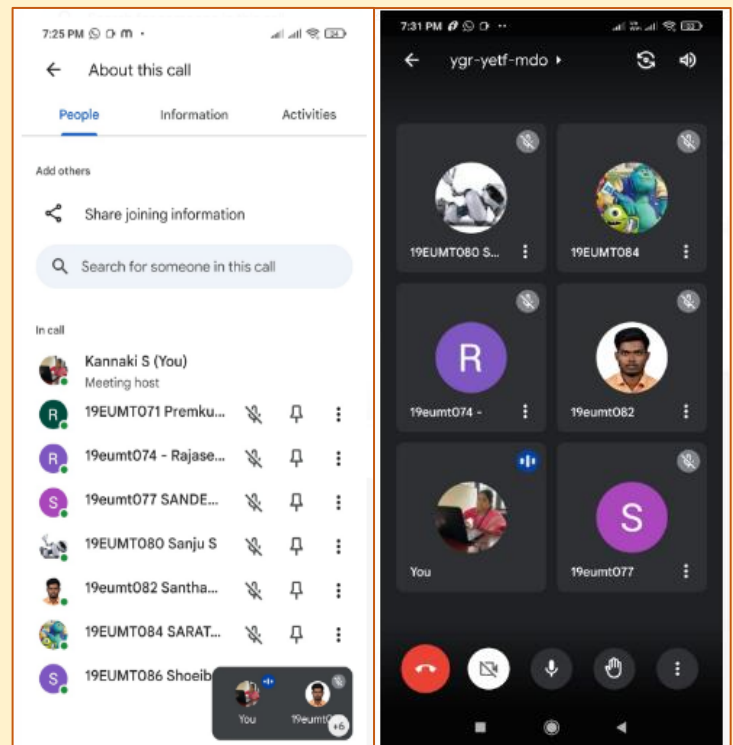 7:25 PM
About this call
People Information Activities
Add others
Share joining information
Search for someone in this call
In call
Kannaki S (You)
Meeting host
R 19EUMT071 Premku...
R 19eumt074 - Rajase...
S 19eumt077 SANDE...
19EUMT080 Sanju S
19eumt082 Santha...
19EUMT084 SARAT...
S 19EUMT086 Shoeib
You 19eumt0 +6
7:31 PM
ygr-yetf-mdo
19EUMT080 S... 19EUMT084
R
19eumt074 - 19eumt082
S
You 19eumt077